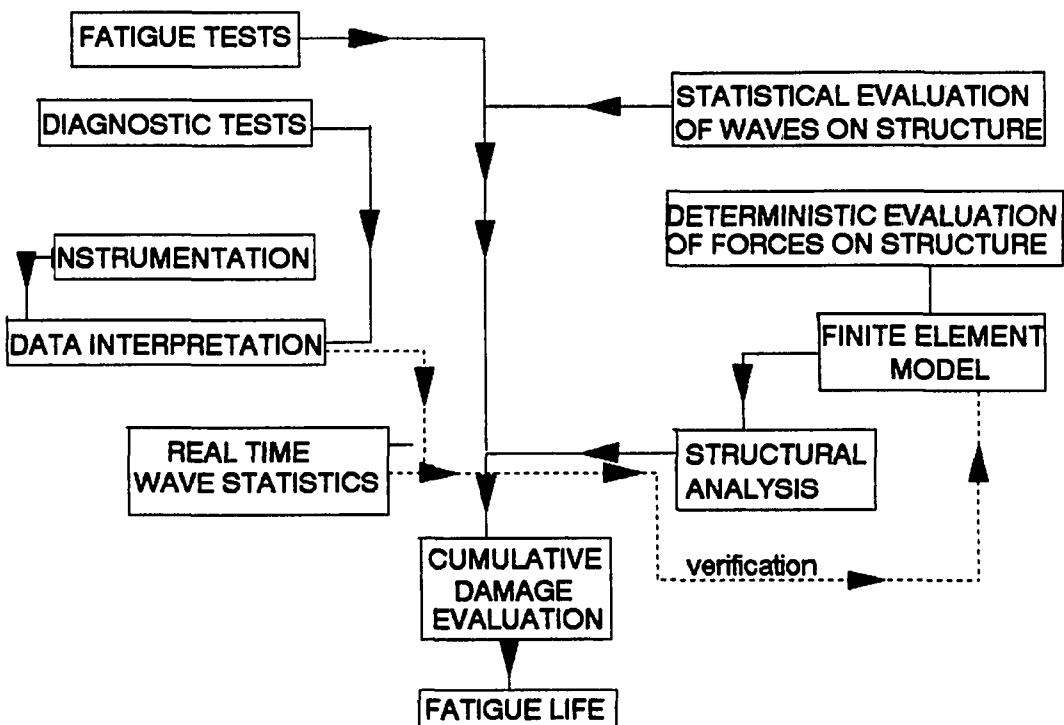 FATIGUE TESTS
STATISTICAL EVALUATION
OF WAVES ON STRUCTURE
DIAGNOSTIC TESTS
DETERMINISTIC EVALUATION
OF FORCES ON STRUCTURE
INSTRUMENTATION
DATA INTERPRETATION
FINITE ELEMENT
MODEL
REAL TIME
WAVE STATISTICS
STRUCTURAL
ANALYSIS
verification
CUMULATIVE
DAMAGE
EVALUATION
FATIGUE LIFE